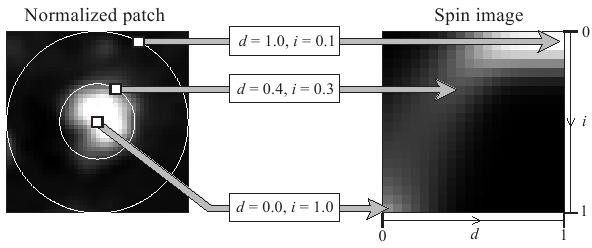 Normalized patch
Spin image
d = 1.0, i = 0.1
d = 0.4, i = 0.3
d = 0.0, i = 1.0
0
i
1
0
d
1